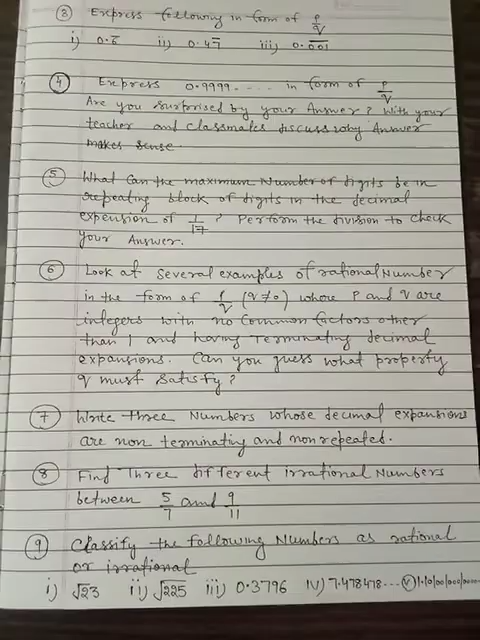 ③ Express following in form of p/q
i) 0.6̅ ii) 0.47̅ iii) 0.0̅0̅1̅
④ Express 0.9999..... in form of p/q
Are you surprised by your Answer? With your
teacher and classmates discuss why Answer
makes sense.
⑤ What Can the maximum Number of digits be in
repeating block of digits in the decimal
expension of 1/17? Perform the division to check
your Answer.
⑥ Look at several examples of rational Number
in the form of p/q (q≠0) whore P and q are
integers with no Common factors other
than 1 and having Terminating decimal
expansions. Can you guess what property
q must satisfy?
⑦ Write three Numbers whose decimal expansions
are non terminating and non repeated.
⑧ Find Three different irrational Numbers
between 5/7 and 9/11
⑨ Classify the following Numbers as rational
or irrational
i) √23 ii) √225 iii) 0.3796 IV) 7.478478... Ⓥ 1.10100100010000...